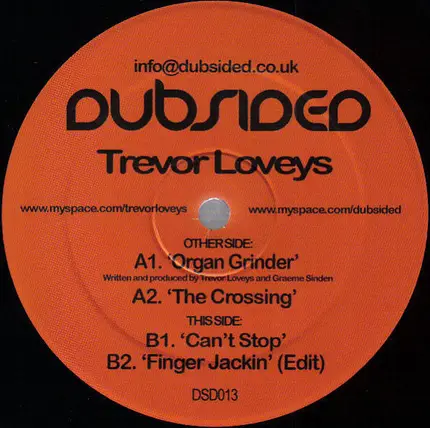 info@dubsided.co.uk
DUBSIDED
Trevor Loveys
www.myspace.com/trevorloveys www.myspace.com/dubsided
OTHER SIDE:
A1. ‘Organ Grinder’
Written and produced by Trevor Loveys and Graeme Sinden
A2. ‘The Crossing’
THIS SIDE:
B1. ‘Can’t Stop’
B2. ‘Finger Jackin’ (Edit)
DSD013